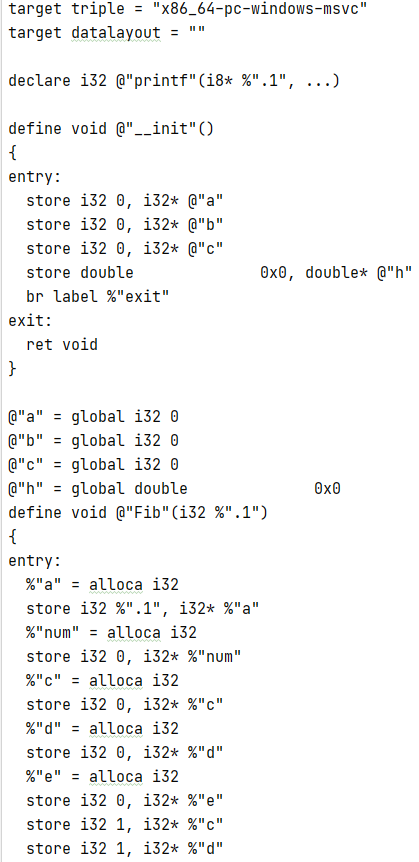 target triple = "x86_64-pc-windows-msvc"
target datalayout = ""

declare i32 @"printf"(i8* %".1", ...)

define void @"__init"()
{
entry:
  store i32 0, i32* @"a"
  store i32 0, i32* @"b"
  store i32 0, i32* @"c"
  store double              0x0, double* @"h"
  br label %"exit"
exit:
  ret void
}

@"a" = global i32 0
@"b" = global i32 0
@"c" = global i32 0
@"h" = global double              0x0
define void @"Fib"(i32 %".1")
{
entry:
  %"a" = alloca i32
  store i32 %".1", i32* %"a"
  %"num" = alloca i32
  store i32 0, i32* %"num"
  %"c" = alloca i32
  store i32 0, i32* %"c"
  %"d" = alloca i32
  store i32 0, i32* %"d"
  %"e" = alloca i32
  store i32 0, i32* %"e"
  store i32 1, i32* %"c"
  store i32 1, i32* %"d"